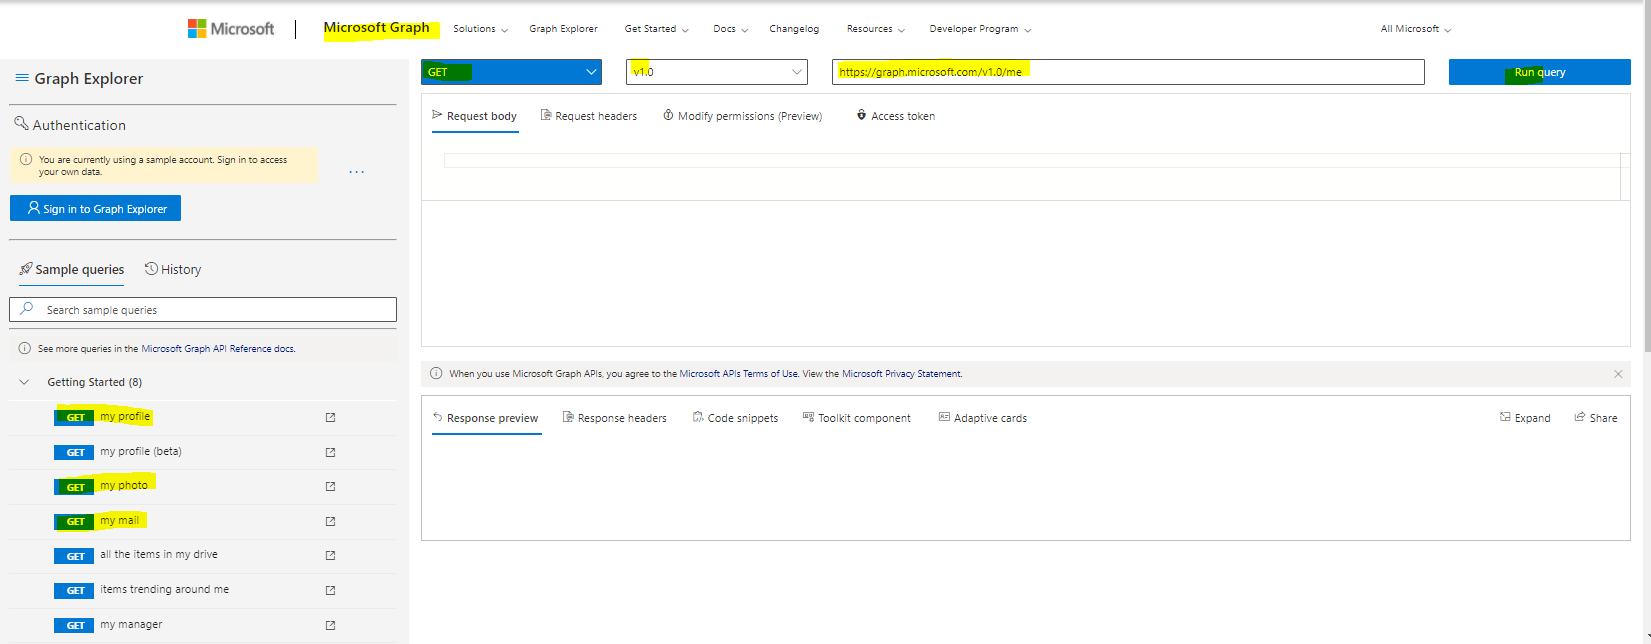 Microsoft Microsoft Graph Solutions Graph Explorer Get Started Docs Changelog Resources Developer Program All Microsoft
Graph Explorer
GET v1.0 https://graph.microsoft.com/v1.0/me Run query
Authentication
Request body Request headers Modify permissions (Preview) Access token
You are currently using a sample account. Sign in to access
your own data.
...
Sign in to Graph Explorer
Sample queries History
Search sample queries
See more queries in the Microsoft Graph API Reference docs.
When you use Microsoft Graph APIs, you agree to the Microsoft APIs Terms of Use. View the Microsoft Privacy Statement.
Getting Started (8)
Response preview Response headers Code snippets Toolkit component Adaptive cards Expand Share
GET my profile
GET my profile (beta)
GET my photo
GET my mail
GET all the items in my drive
GET items trending around me
GET my manager